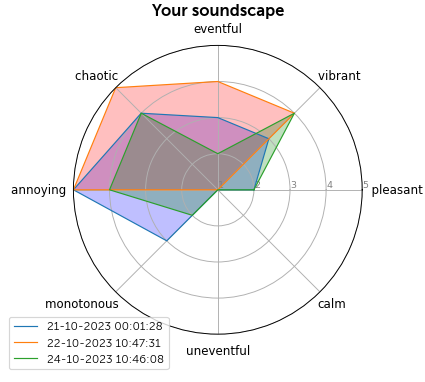 Your soundscape
eventful
chaotic
vibrant
annoying
2
3
4
5
pleasant
monotonous
calm
uneventful
21-10-2023 00:01:28
22-10-2023 10:47:31
24-10-2023 10:46:08